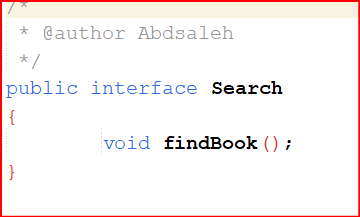 /*
 * @author Abdsaleh
 */
public interface Search
{
        void findBook();
}